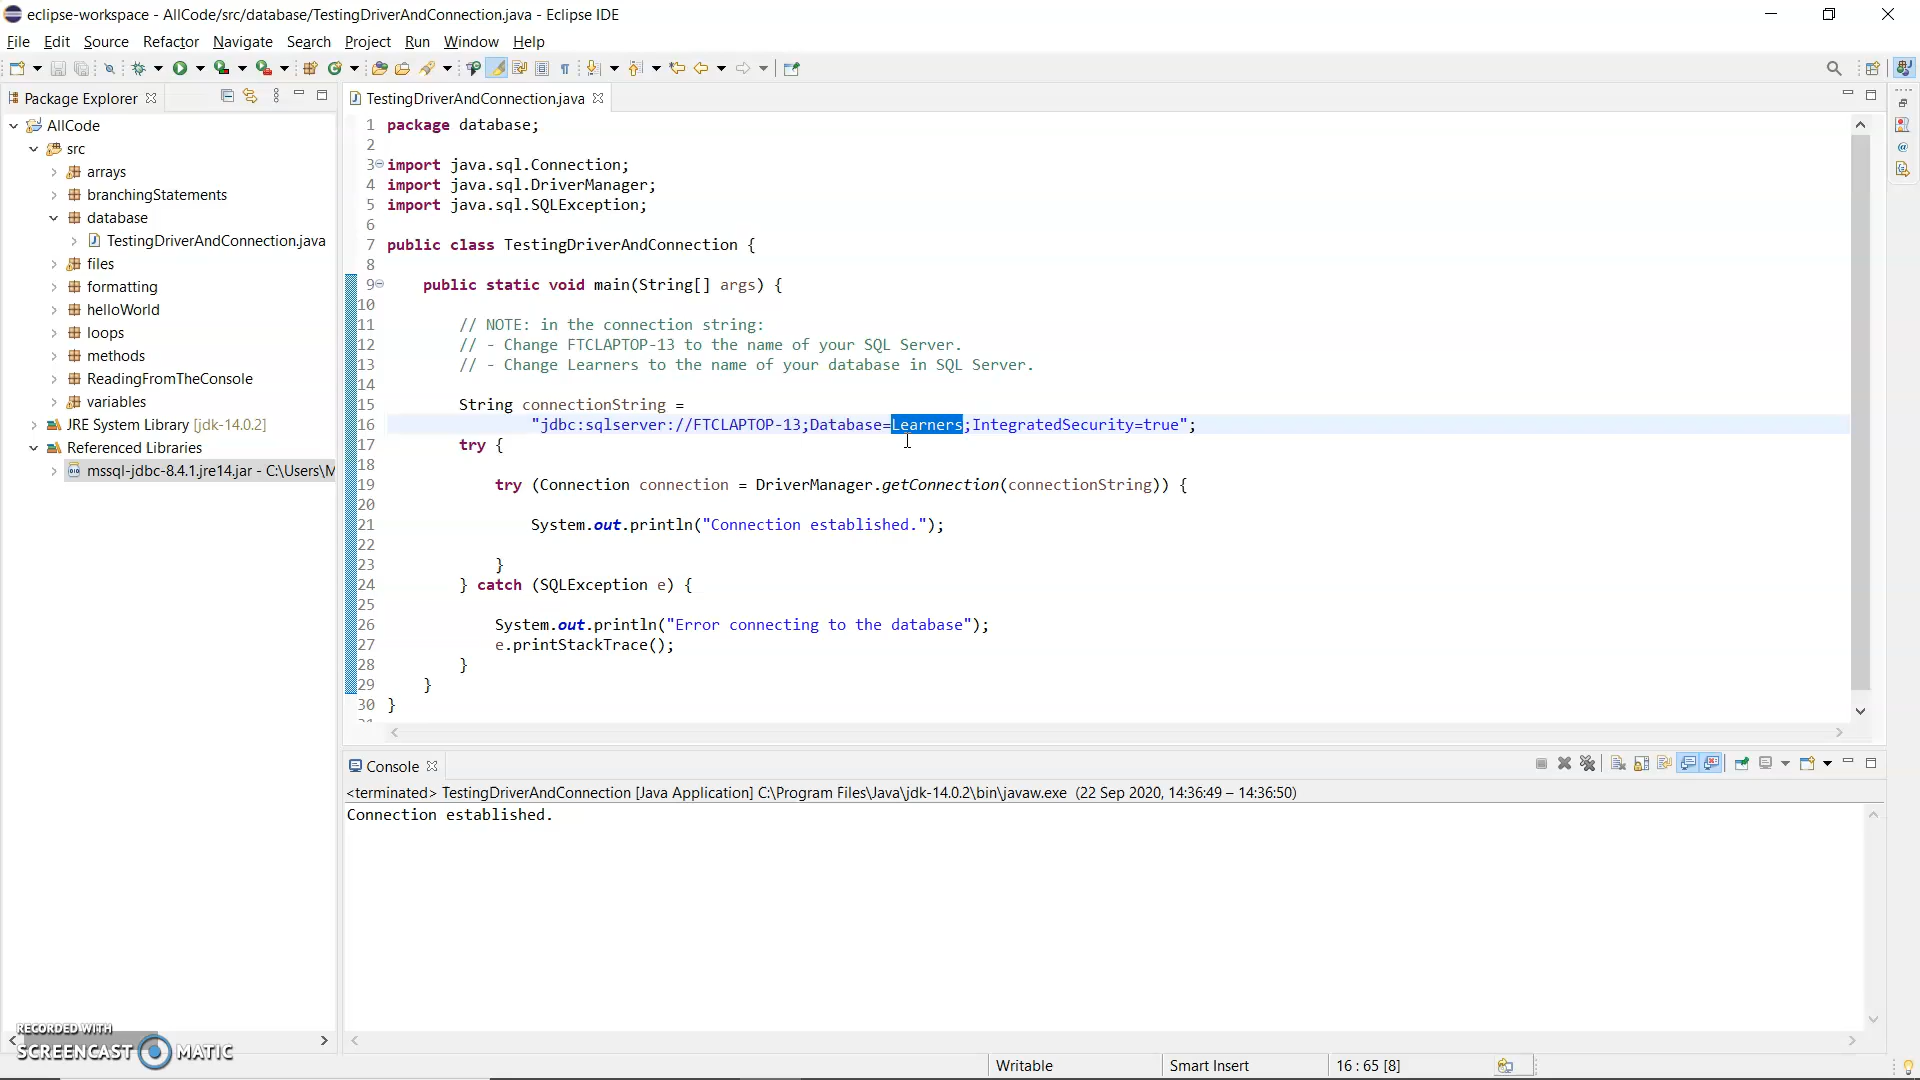 eclipse-workspace - AllCode/src/database/TestingDriverAndConnection.java - Eclipse IDE
File Edit Source Refactor Navigate Search Project Run Window Help
Package Explorer
AllCode
src
arrays
branchingStatements
database
TestingDriverAndConnection.java
files
formatting
helloWorld
loops
methods
ReadingFromTheConsole
variables
JRE System Library [jdk-14.0.2]
Referenced Libraries
mssql-jdbc-8.4.1.jre14.jar - C:\Users\M
TestingDriverAndConnection.java
1 package database;
2
3 import java.sql.Connection;
4 import java.sql.DriverManager;
5 import java.sql.SQLException;
6
7 public class TestingDriverAndConnection {
8
9 public static void main(String[] args) {
10
11 // NOTE: in the connection string:
12 // - Change FTCLAPTOP-13 to the name of your SQL Server.
13 // - Change Learners to the name of your database in SQL Server.
14
15 String connectionString =
16 "jdbc:sqlserver://FTCLAPTOP-13;Database=Learners;IntegratedSecurity=true";
17 try {
18
19 try (Connection connection = DriverManager.getConnection(connectionString)) {
20
21 System.out.println("Connection established.");
22
23 }
24 } catch (SQLException e) {
25
26 System.out.println("Error connecting to the database");
27 e.printStackTrace();
28 }
29 }
30 }
Console
<terminated> TestingDriverAndConnection [Java Application] C:\Program Files\Java\jdk-14.0.2\bin\javaw.exe (22 Sep 2020, 14:36:49 – 14:36:50)
Connection established.
RECORDED WITH
SCREENCAST MATIC
Writable Smart Insert 16 : 65 [8]